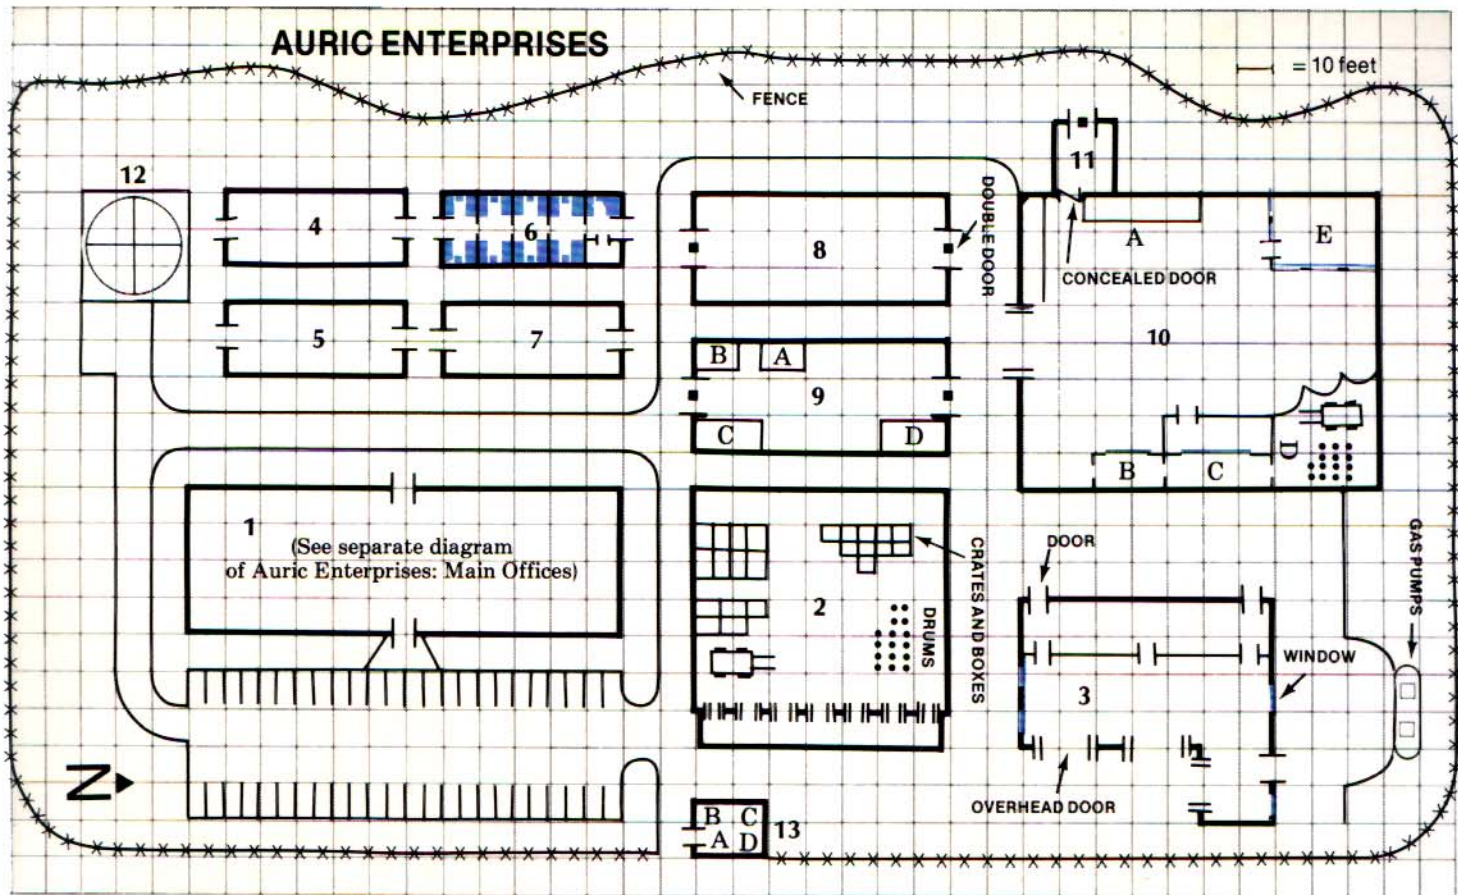 AURIC ENTERPRISES
= 10 feet
FENCE
11
12
DOUBLE DOOR
4
6
8
A
E
CONCEALED DOOR
5
7
10
B
A
9
C
D
D
B
C
1
(See separate diagram
of Auric Enterprises: Main Offices)
2
DRUMS
CRATES AND BOXES
DOOR
GAS PUMPS
WINDOW
3
N
OVERHEAD DOOR
B
C
A
D
13